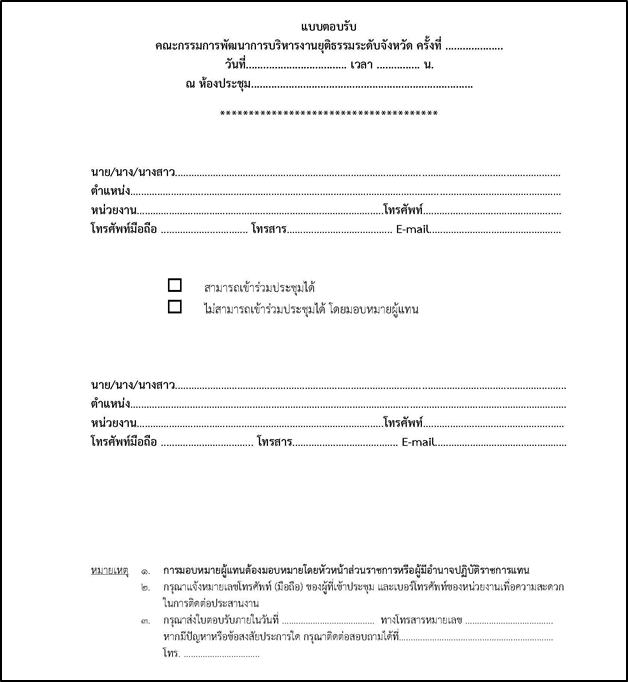 แบบตอบรับ
คณะกรรมการพัฒนาการบริหารงานยุติธรรมระดับจังหวัด ครั้งที่ ....................
วันที่................................... เวลา ............... น.
ณ ห้องประชุม.............................................................................
**************************************
นาย/นาง/นางสาว......................................................................................................................................
ตำแหน่ง......................................................................................................................................................
หน่วยงาน.....................................................................................โทรศัพท์................................................
โทรศัพท์มือถือ ............................... โทรสาร..................................... E-mail..............................................
☐ สามารถเข้าร่วมประชุมได้
☐ ไม่สามารถเข้าร่วมประชุมได้ โดยมอบหมายผู้แทน
นาย/นาง/นางสาว........................................................................................................................................
ตำแหน่ง........................................................................................................................................................
หน่วยงาน.....................................................................................โทรศัพท์.................................................
โทรศัพท์มือถือ ................................. โทรสาร..................................... E-mail..............................................
หมายเหตุ ๑. การมอบหมายผู้แทนต้องมอบหมายโดยหัวหน้าส่วนราชการหรือผู้มีอำนาจปฏิบัติราชการแทน
๒. กรุณาแจ้งหมายเลขโทรศัพท์ (มือถือ) ของผู้ที่เข้าประชุม และเบอร์โทรศัพท์ของหน่วยงานเพื่อความสะดวก
ในการติดต่อประสานงาน
๓. กรุณาส่งใบตอบรับภายในวันที่ ................................... ทางโทรสารหมายเลข .................................
หากมีปัญหาหรือข้อสงสัยประการใด กรุณาติดต่อสอบถามได้ที่..........................................................
โทร. .............................